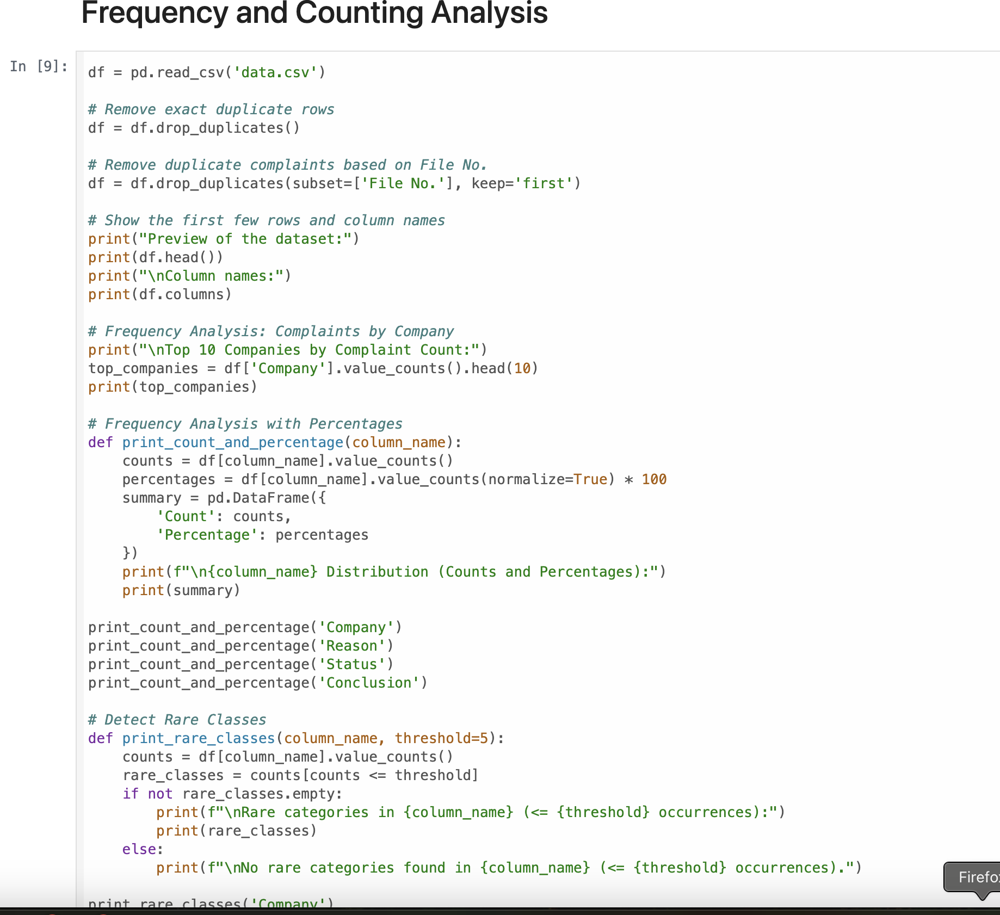 Frequency and Counting Analysis
In [9]:
df = pd.read_csv('data.csv')
# Remove exact duplicate rows
df = df.drop_duplicates()
# Remove duplicate complaints based on File No.
df = df.drop_duplicates(subset=['File No.'], keep='first')
# Show the first few rows and column names
print("Preview of the dataset:")
print(df.head())
print("\nColumn names:")
print(df.columns)
# Frequency Analysis: Complaints by Company
print("\nTop 10 Companies by Complaint Count:")
top_companies = df['Company'].value_counts().head(10)
print(top_companies)
# Frequency Analysis with Percentages
def print_count_and_percentage(column_name):
    counts = df[column_name].value_counts()
    percentages = df[column_name].value_counts(normalize=True) * 100
    summary = pd.DataFrame({
        'Count': counts,
        'Percentage': percentages
    })
    print(f"\n{column_name} Distribution (Counts and Percentages):")
    print(summary)
print_count_and_percentage('Company')
print_count_and_percentage('Reason')
print_count_and_percentage('Status')
print_count_and_percentage('Conclusion')
# Detect Rare Classes
def print_rare_classes(column_name, threshold=5):
    counts = df[column_name].value_counts()
    rare_classes = counts[counts <= threshold]
    if not rare_classes.empty:
        print(f"\nRare categories in {column_name} (<= {threshold} occurrences):")
        print(rare_classes)
    else:
        print(f"\nNo rare categories found in {column_name} (<= {threshold} occurrences).")
print_rare_classes('Company')